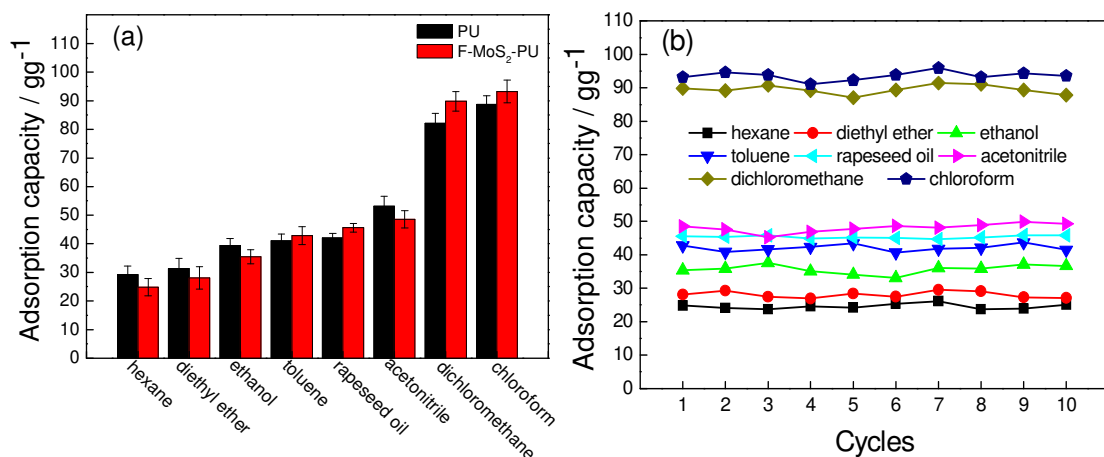 (a)
PU
F-MoS2-PU
Adsorption capacity / gg-1
110
100
90
80
70
60
50
40
30
20
10
0
hexane
diethyl ether
ethanol
toluene
rapeseed oil
acetonitrile
dichloromethane
chloroform
(b)
Adsorption capacity / gg-1
110
100
90
80
70
60
50
40
30
20
10
0
hexane diethyl ether ethanol
toluene rapeseed oil acetonitrile
dichloromethane chloroform
1 2 3 4 5 6 7 8 9 10
Cycles